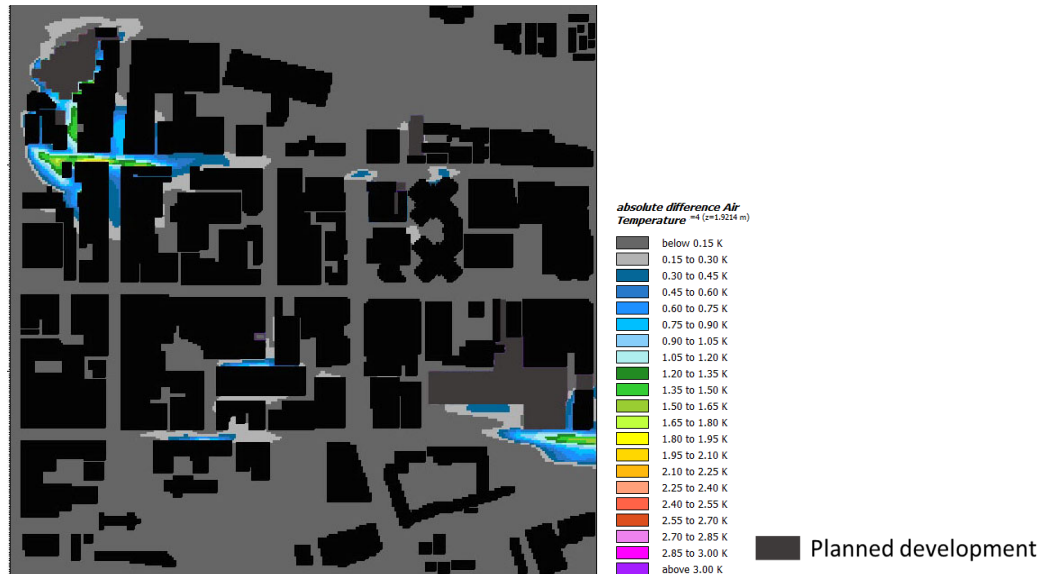 absolute difference Air
Temperature =4 (z=1.9214 m)
below 0.15 K
0.15 to 0.30 K
0.30 to 0.45 K
0.45 to 0.60 K
0.60 to 0.75 K
0.75 to 0.90 K
0.90 to 1.05 K
1.05 to 1.20 K
1.20 to 1.35 K
1.35 to 1.50 K
1.50 to 1.65 K
1.65 to 1.80 K
1.80 to 1.95 K
1.95 to 2.10 K
2.10 to 2.25 K
2.25 to 2.40 K
2.40 to 2.55 K
2.55 to 2.70 K
2.70 to 2.85 K
2.85 to 3.00 K
above 3.00 K
Planned development